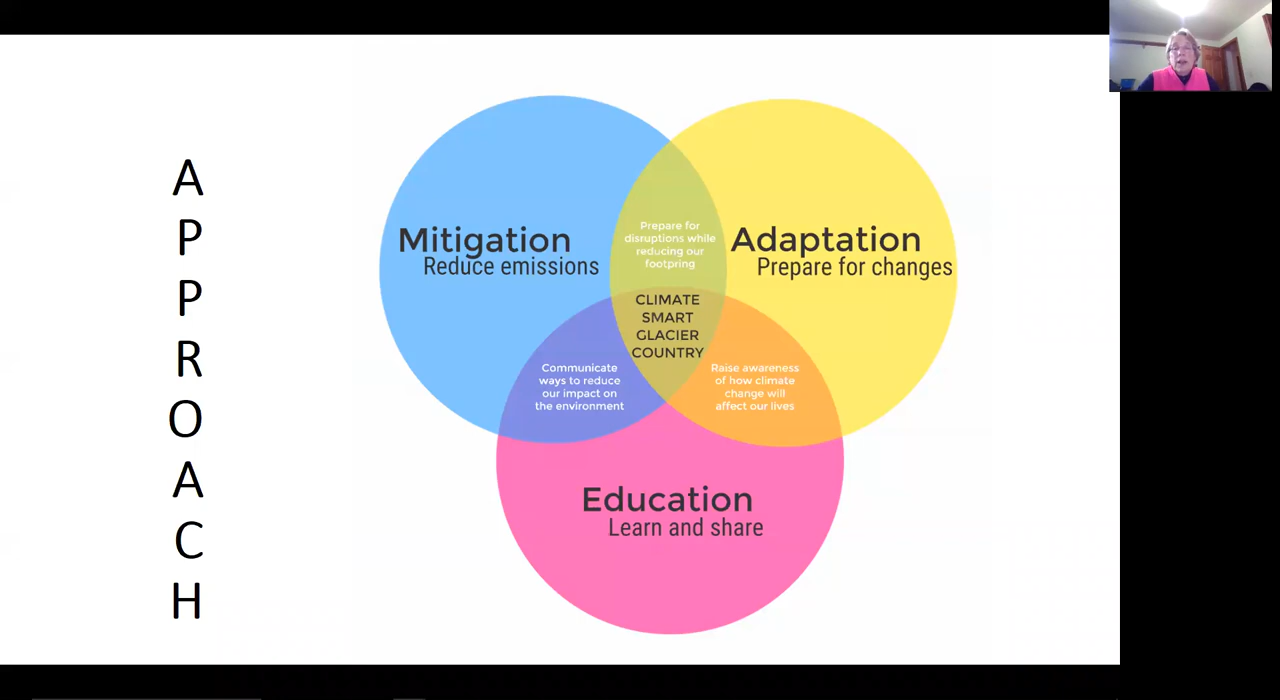 A
P
P
R
O
A
C
H
Mitigation
Reduce emissions
Prepare for
disruptions while
reducing our
footpring
Adaptation
Prepare for changes
CLIMATE
SMART
GLACIER
COUNTRY
Communicate
ways to reduce
our impact on
the environment
Raise awareness
of how climate
change will
affect our lives
Education
Learn and share